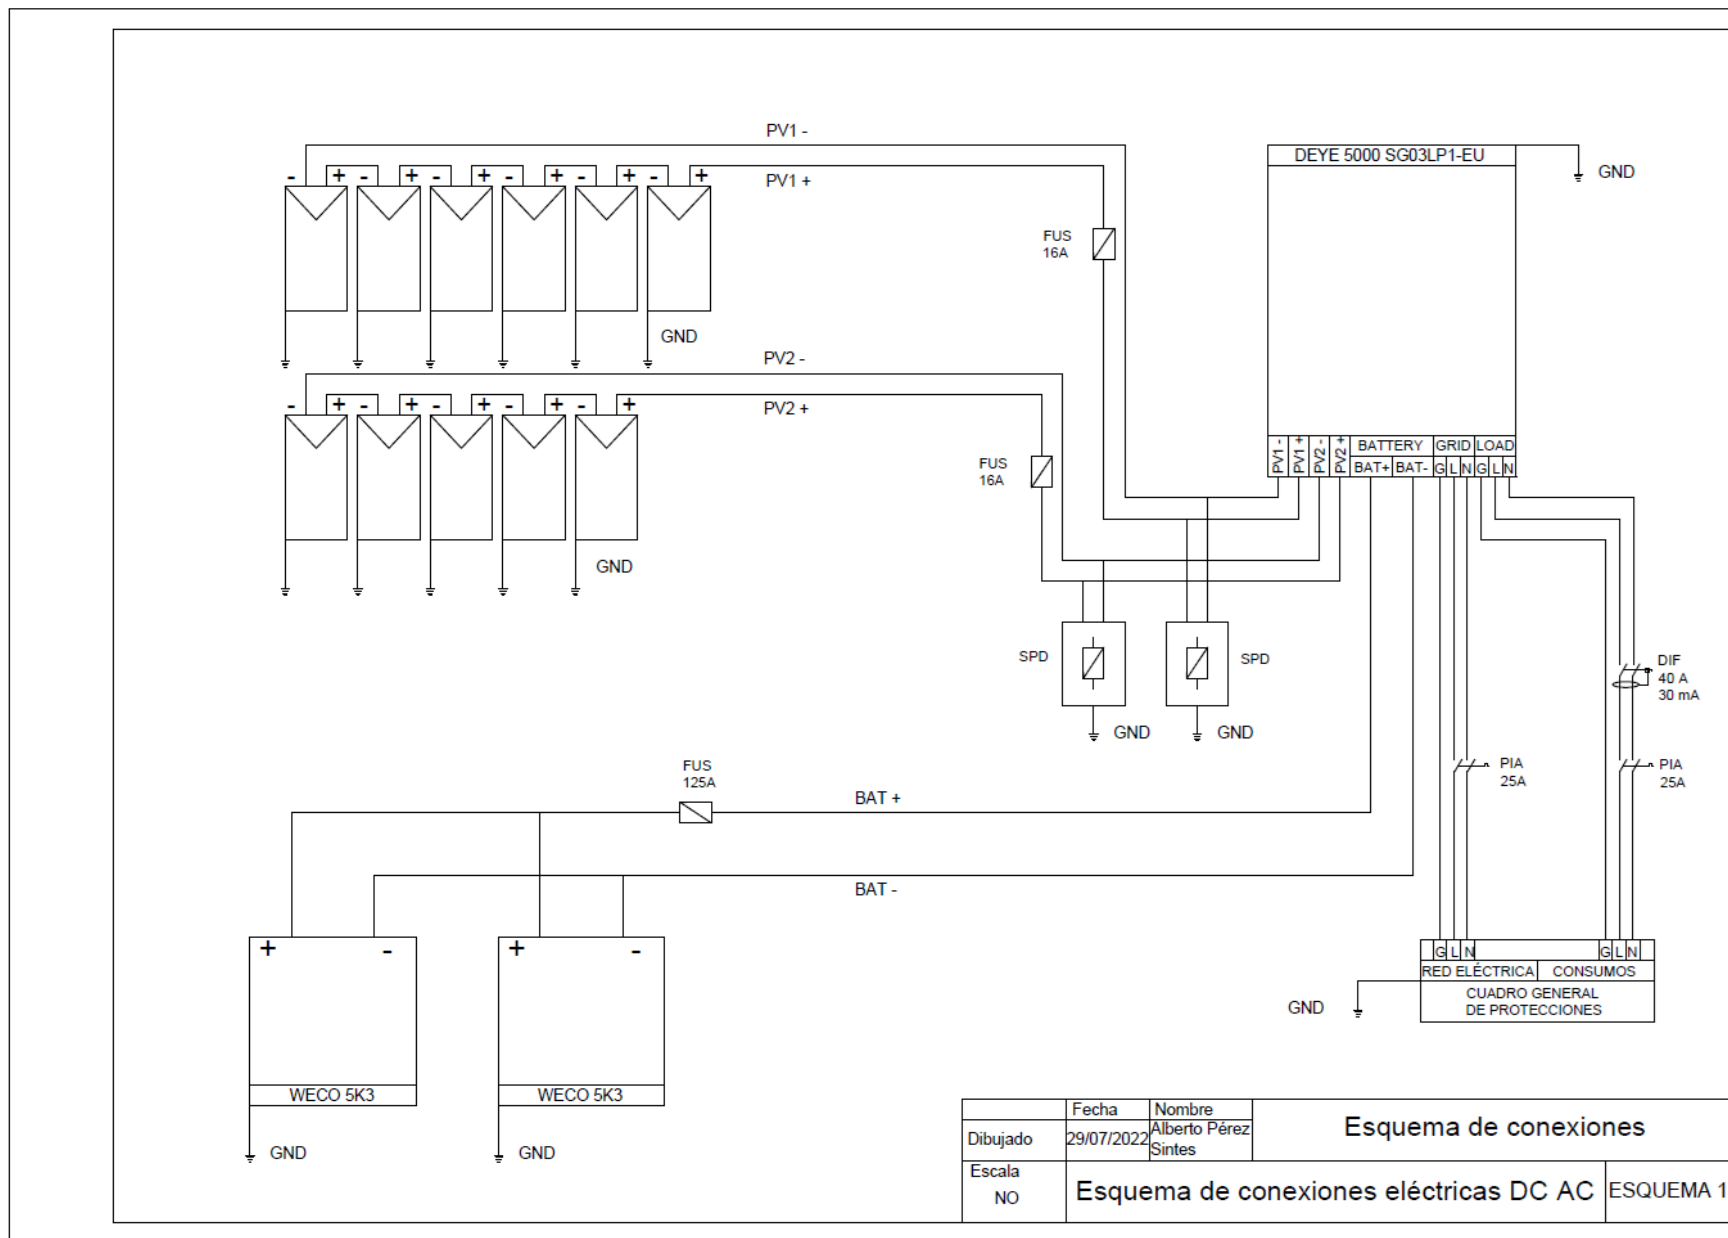 PV1 -
- + - + - + - + - + - +
PV1 +
DEYE 5000 SG03LP1-EU
GND
FUS
16A
GND
PV2 -
- + - + - + - + - +
PV2 +
FUS
16A
GND
PV1 -
PV1 +
PV2 -
PV2 +
BATTERY GRID LOAD
BAT+ BAT- G L N G L N
SPD
SPD
GND
GND
DIF
40 A
30 mA
PIA
25A
PIA
25A
FUS
125A
BAT +
BAT -
+ -
+ -
WECO 5K3
WECO 5K3
GND
GND
G L N G L N
RED ELÉCTRICA CONSUMOS
CUADRO GENERAL
DE PROTECCIONES
GND
Fecha Nombre
Dibujado 29/07/2022 Alberto Pérez
Sintes
Esquema de conexiones
Escala
NO
Esquema de conexiones eléctricas DC AC
ESQUEMA 1